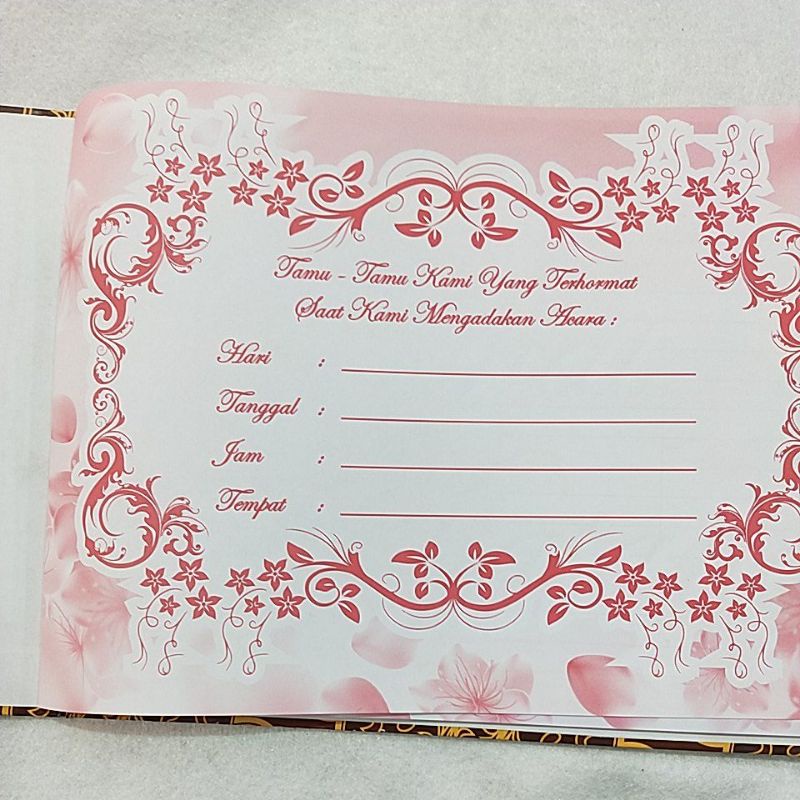 Tamu - Tamu Kami Yang Terhormat
Saat Kami Mengadakan Acara :
Hari :
Tanggal :
Jam :
Tempat :